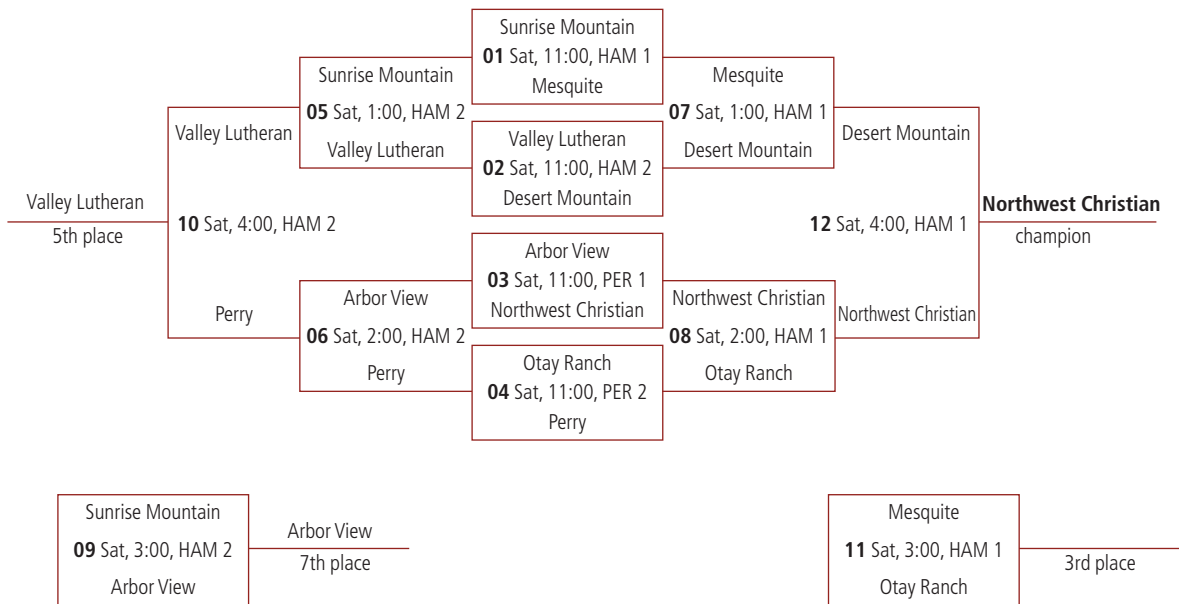 Sunrise Mountain
01 Sat, 11:00, HAM 1
Mesquite
Sunrise Mountain
05 Sat, 1:00, HAM 2
Valley Lutheran
Mesquite
07 Sat, 1:00, HAM 1
Desert Mountain
Valley Lutheran
02 Sat, 11:00, HAM 2
Desert Mountain
Valley Lutheran
Desert Mountain
Valley Lutheran
5th place
10 Sat, 4:00, HAM 2
12 Sat, 4:00, HAM 1
Northwest Christian
champion
Arbor View
03 Sat, 11:00, PER 1
Northwest Christian
Perry
Arbor View
06 Sat, 2:00, HAM 2
Perry
Northwest Christian
08 Sat, 2:00, HAM 1
Otay Ranch
Northwest Christian
Otay Ranch
04 Sat, 11:00, PER 2
Perry
Sunrise Mountain
09 Sat, 3:00, HAM 2
Arbor View
Arbor View
7th place
Mesquite
11 Sat, 3:00, HAM 1
Otay Ranch
3rd place